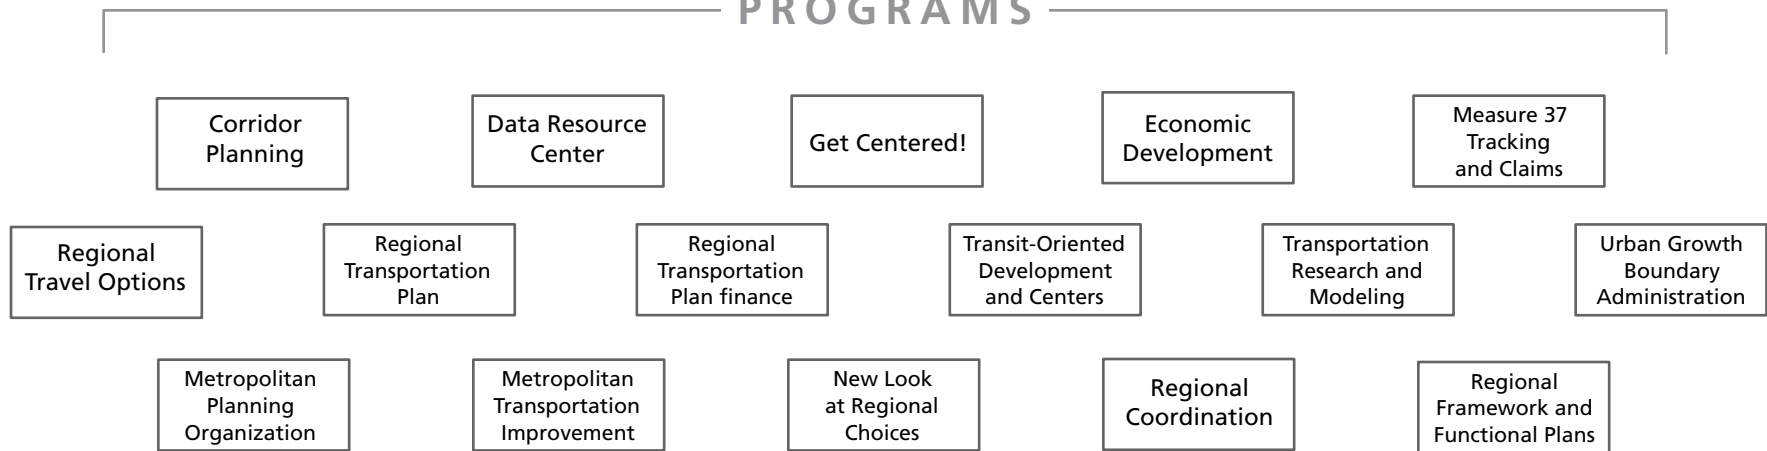 PROGRAMS
Corridor
Planning
Data Resource
Center
Get Centered!
Economic
Development
Measure 37
Tracking
and Claims
Regional
Travel Options
Regional
Transportation
Plan
Regional
Transportation
Plan finance
Transit-Oriented
Development
and Centers
Transportation
Research and
Modeling
Urban Growth
Boundary
Administration
Metropolitan
Planning
Organization
Metropolitan
Transportation
Improvement
New Look
at Regional
Choices
Regional
Coordination
Regional
Framework and
Functional Plans